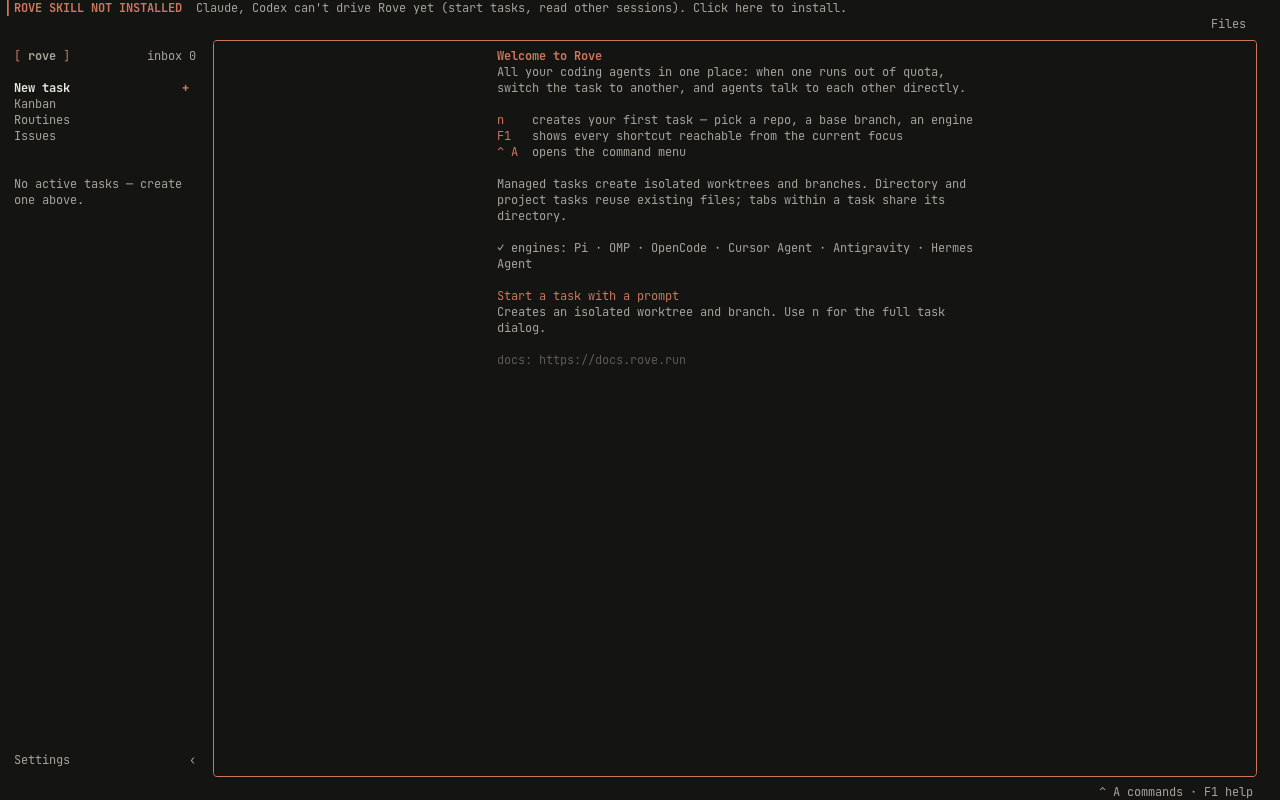 ROVE SKILL NOT INSTALLED  Claude, Codex can't drive Rove yet (start tasks, read other sessions). Click here to install.
Files
[ rove ]  inbox 0
New task  +
Kanban
Routines
Issues
No active tasks — create
one above.
Settings  ‹
Welcome to Rove
All your coding agents in one place: when one runs out of quota,
switch the task to another, and agents talk to each other directly.
n  creates your first task — pick a repo, a base branch, an engine
F1  shows every shortcut reachable from the current focus
^ A  opens the command menu
Managed tasks create isolated worktrees and branches. Directory and
project tasks reuse existing files; tabs within a task share its
directory.
✓ engines: Pi · OMP · OpenCode · Cursor Agent · Antigravity · Hermes
Agent
Start a task with a prompt
Creates an isolated worktree and branch. Use n for the full task
dialog.
docs: https://docs.rove.run
^ A commands · F1 help